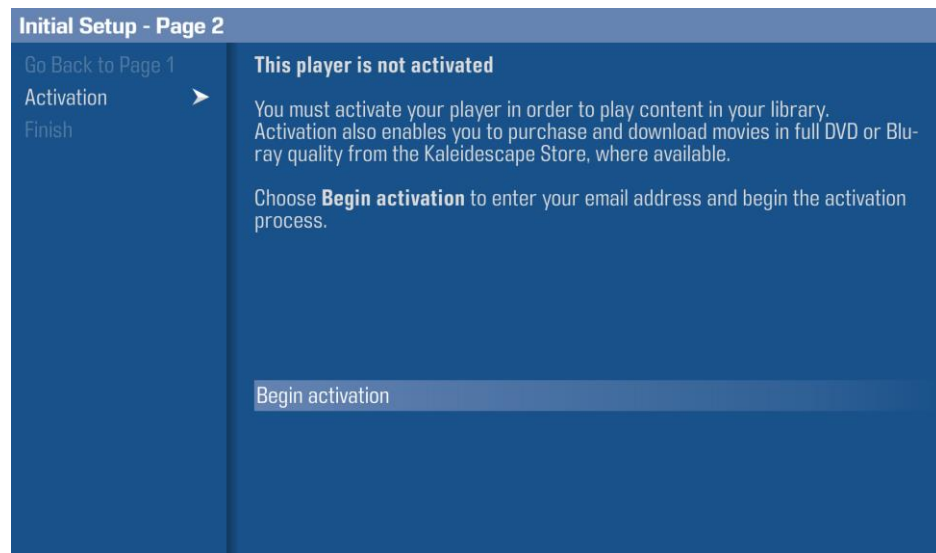 Initial Setup - Page 2
Go Back to Page 1
Activation
Finish
This player is not activated
You must activate your player in order to play content in your library.
Activation also enables you to purchase and download movies in full DVD or Blu-
ray quality from the Kaleidescape Store, where available.
Choose Begin activation to enter your email address and begin the activation
process.
Begin activation